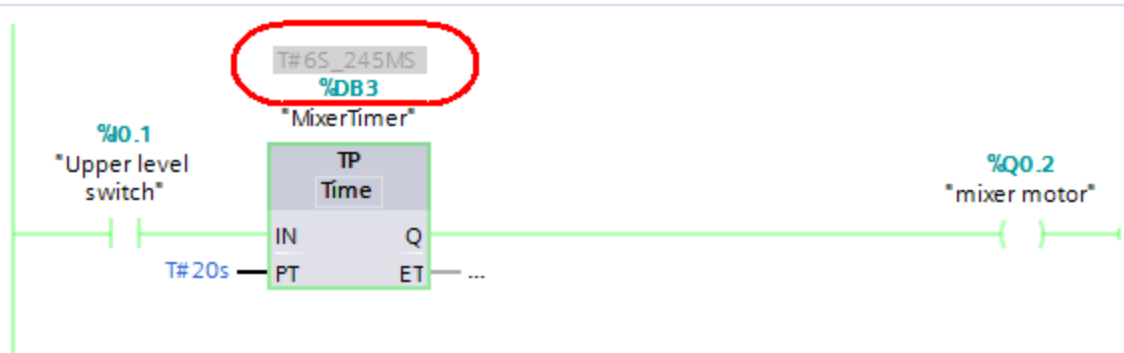 T#6S_245MS
%DB3
"MixerTimer"
%I0.1
"Upper level
switch"
TP
Time
%Q0.2
"mixer motor"
IN Q
T#20s PT ET ...